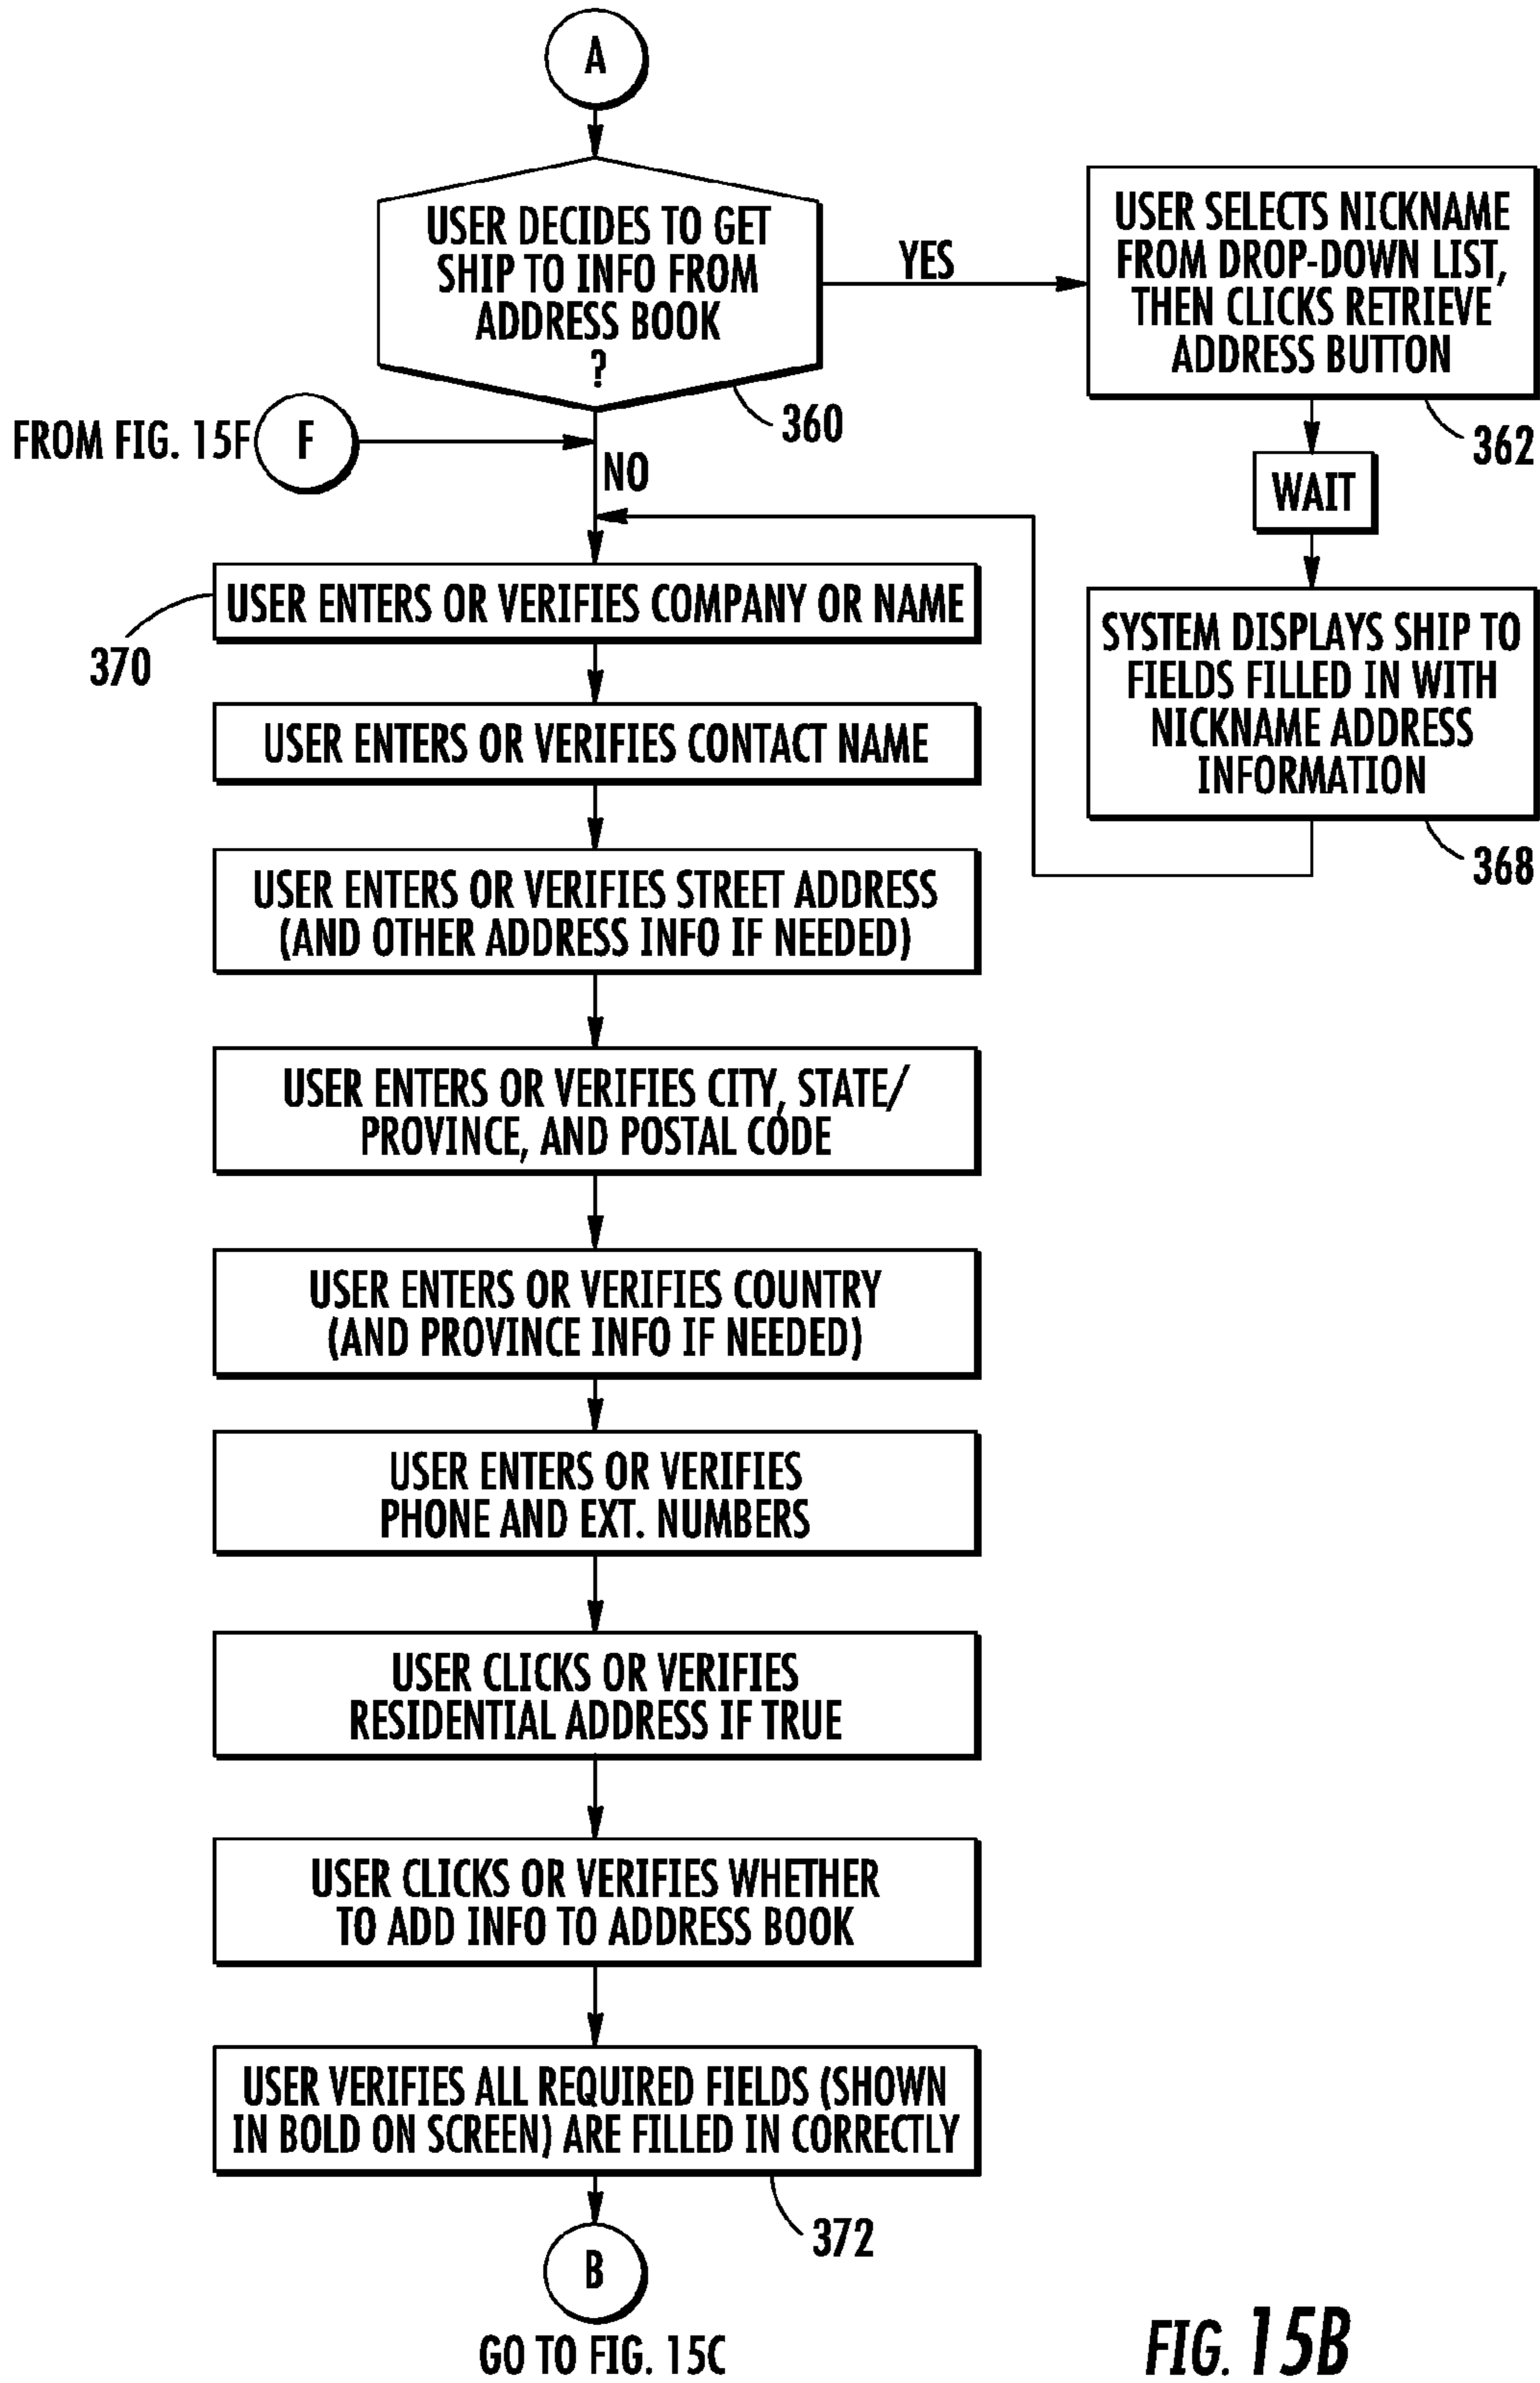 A
USER DECIDES TO GET
SHIP TO INFO FROM
ADDRESS BOOK
?
360
YES
USER SELECTS NICKNAME
FROM DROP-DOWN LIST,
THEN CLICKS RETRIEVE
ADDRESS BUTTON
362
WAIT
SYSTEM DISPLAYS SHIP TO
FIELDS FILLED IN WITH
NICKNAME ADDRESS
INFORMATION
368
FROM FIG. 15F
F
NO
USER ENTERS OR VERIFIES COMPANY OR NAME
370
USER ENTERS OR VERIFIES CONTACT NAME
USER ENTERS OR VERIFIES STREET ADDRESS
(AND OTHER ADDRESS INFO IF NEEDED)
USER ENTERS OR VERIFIES CITY, STATE/
PROVINCE, AND POSTAL CODE
USER ENTERS OR VERIFIES COUNTRY
(AND PROVINCE INFO IF NEEDED)
USER ENTERS OR VERIFIES
PHONE AND EXT. NUMBERS
USER CLICKS OR VERIFIES
RESIDENTIAL ADDRESS IF TRUE
USER CLICKS OR VERIFIES WHETHER
TO ADD INFO TO ADDRESS BOOK
USER VERIFIES ALL REQUIRED FIELDS (SHOWN
IN BOLD ON SCREEN) ARE FILLED IN CORRECTLY
372
B
GO TO FIG. 15C
FIG. 15B